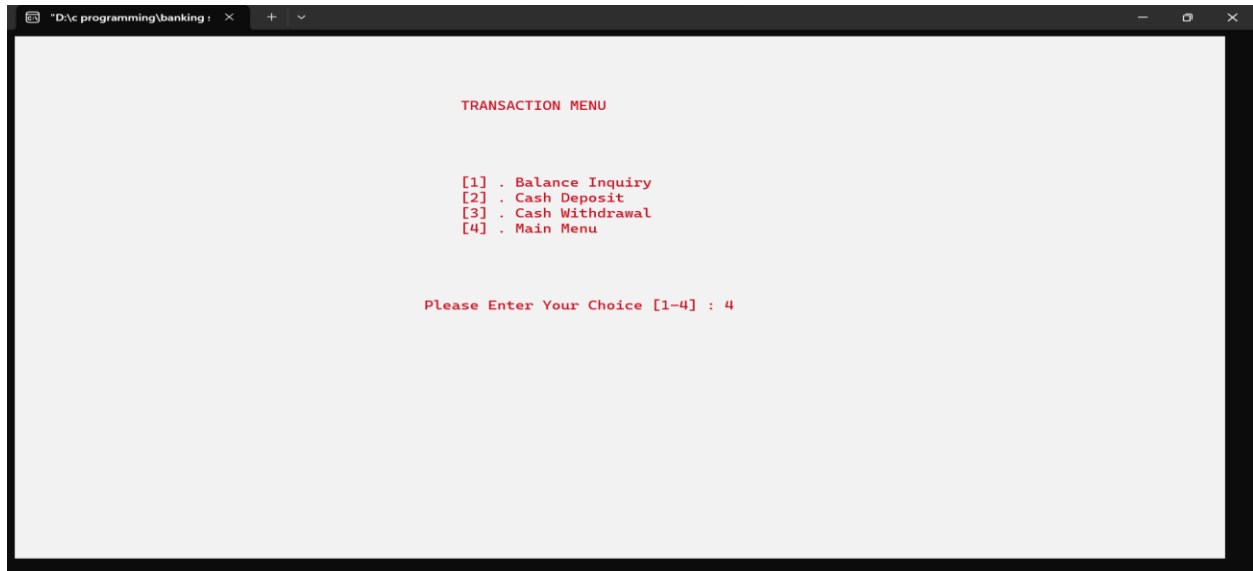 "D:\c programming\banking s
TRANSACTION MENU
[1] . Balance Inquiry
[2] . Cash Deposit
[3] . Cash Withdrawal
[4] . Main Menu
Please Enter Your Choice [1-4] : 4